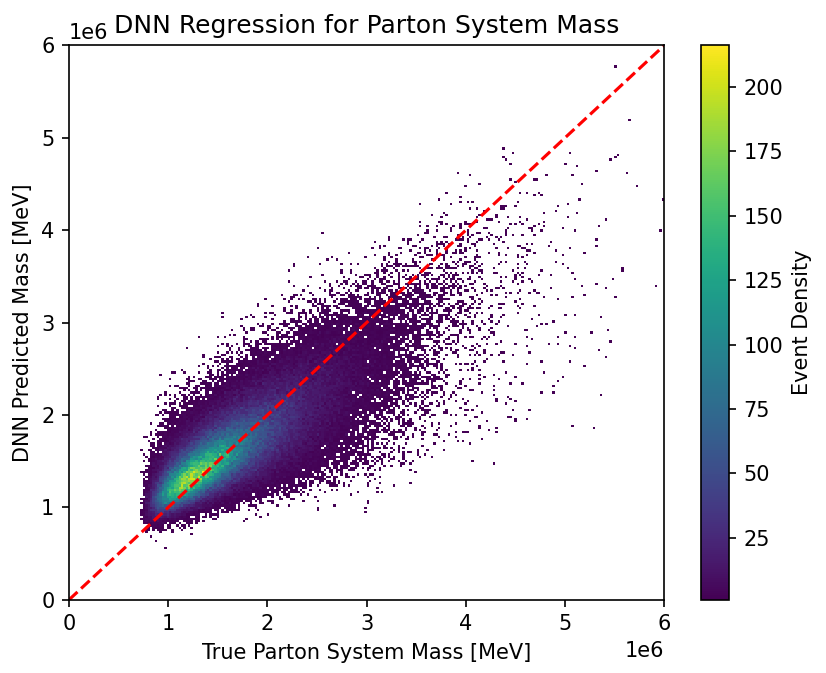 DNN Regression for Parton System Mass
1e6
6
5
4
3
2
1
0
DNN Predicted Mass [MeV]
0 1 2 3 4 5 6
True Parton System Mass [MeV]
1e6
200
175
150
125
100
75
50
25
Event Density